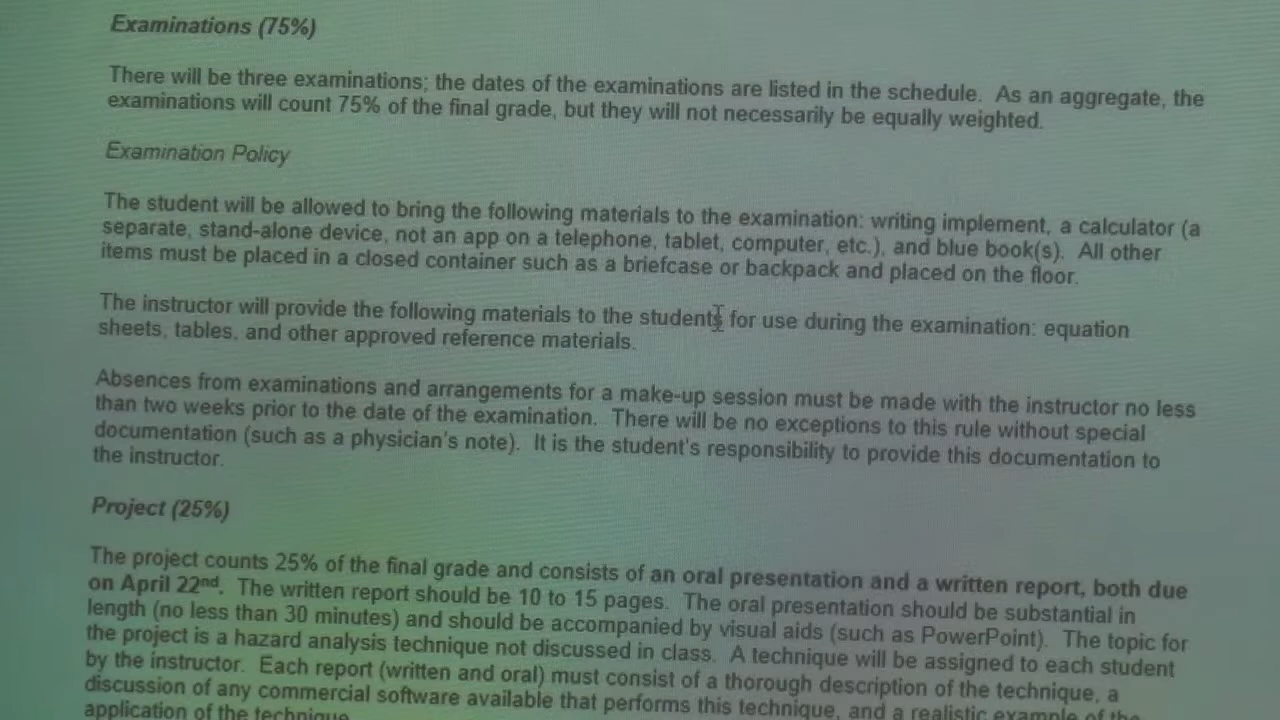 Examinations (75%)
There will be three examinations; the dates of the examinations are listed in the schedule.  As an aggregate, the
examinations will count 75% of the final grade, but they will not necessarily be equally weighted.
Examination Policy
The student will be allowed to bring the following materials to the examination: writing implement, a calculator (a
separate, stand-alone device, not an app on a telephone, tablet, computer, etc.), and blue book(s).  All other
items must be placed in a closed container such as a briefcase or backpack and placed on the floor.
The instructor will provide the following materials to the students for use during the examination: equation
sheets, tables, and other approved reference materials.
Absences from examinations and arrangements for a make-up session must be made with the instructor no less
than two weeks prior to the date of the examination.  There will be no exceptions to this rule without special
documentation (such as a physician's note).  It is the student's responsibility to provide this documentation to
the instructor.
Project (25%)
The project counts 25% of the final grade and consists of an oral presentation and a written report, both due
on April 22nd.  The written report should be 10 to 15 pages.  The oral presentation should be substantial in
length (no less than 30 minutes) and should be accompanied by visual aids (such as PowerPoint).  The topic for
the project is a hazard analysis technique not discussed in class.  A technique will be assigned to each student
by the instructor.  Each report (written and oral) must consist of a thorough description of the technique, a
discussion of any commercial software available that performs this technique, and a realistic example of the
application of the technique.